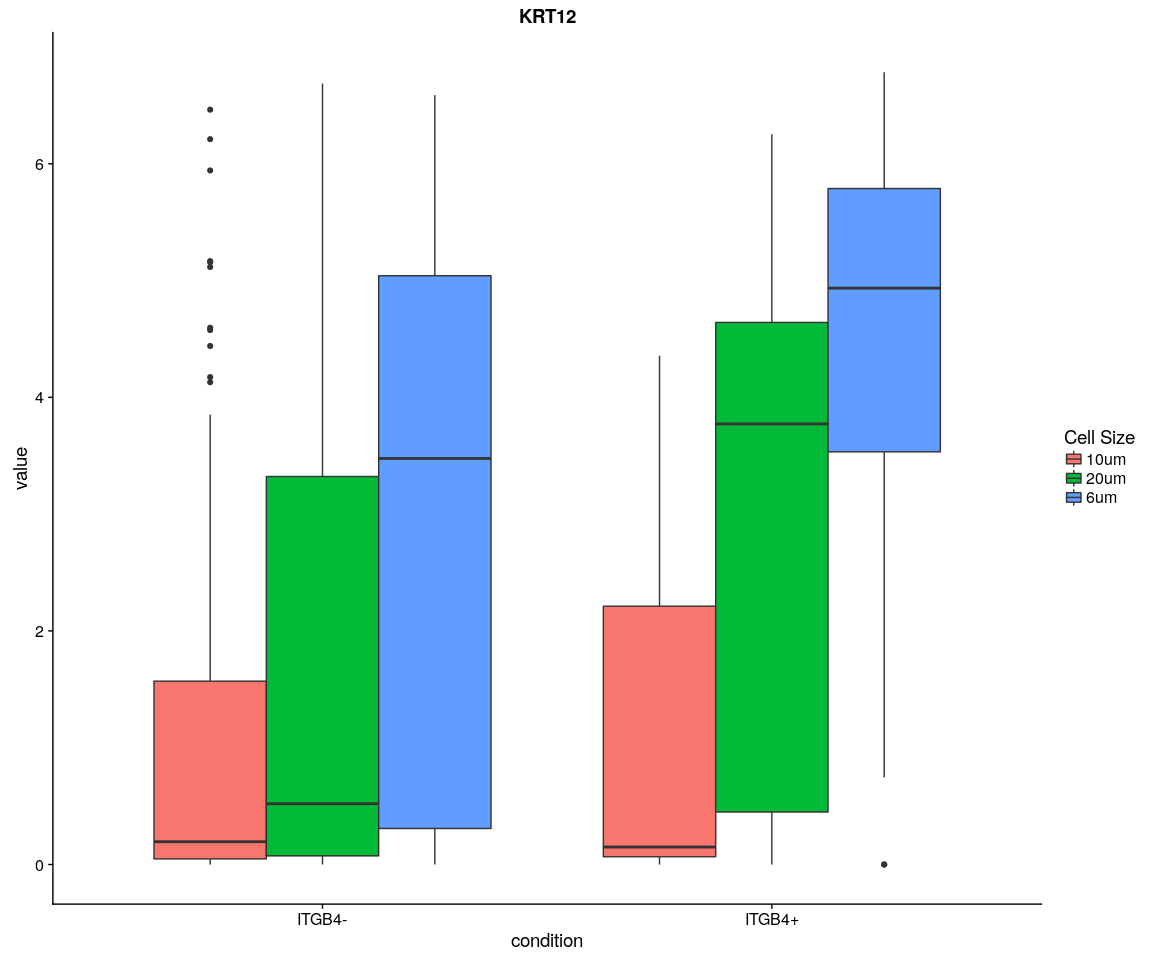 KRT12
6
4
2
0
value
ITGB4-
ITGB4+
condition
Cell Size
10um
20um
6um